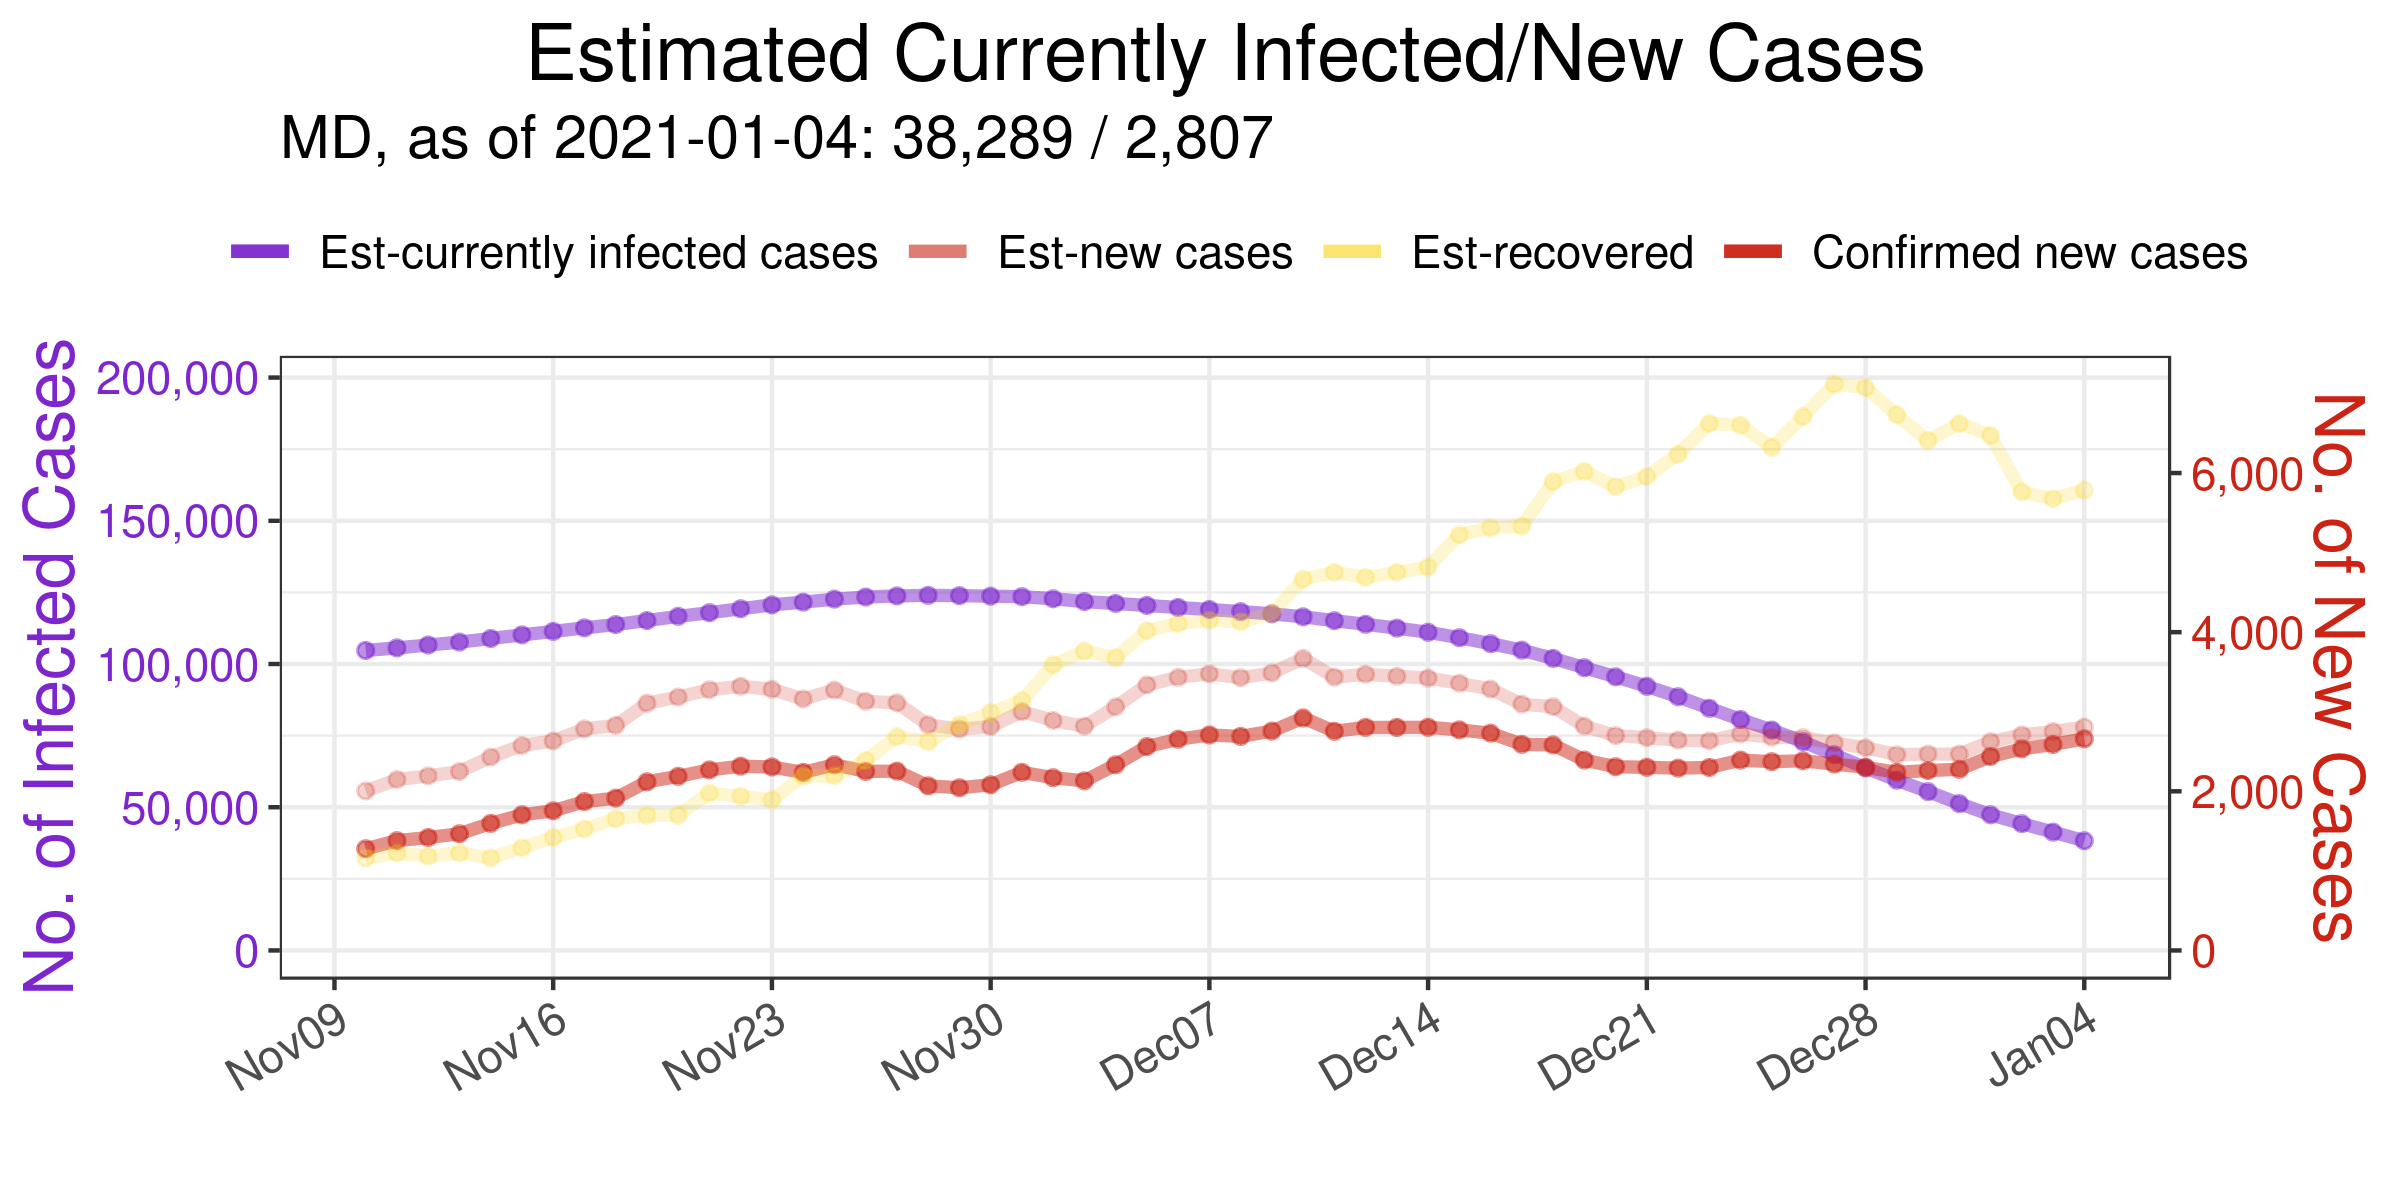 Estimated Currently Infected/New Cases
MD, as of 2021-01-04: 38,289 / 2,807
Est-currently infected cases Est-new cases Est-recovered Confirmed new cases
No. of Infected Cases
200,000
150,000
100,000
50,000
0
6,000
4,000
2,000
0
No. of New Cases
Nov09 Nov16 Nov23 Nov30 Dec07 Dec14 Dec21 Dec28 Jan04